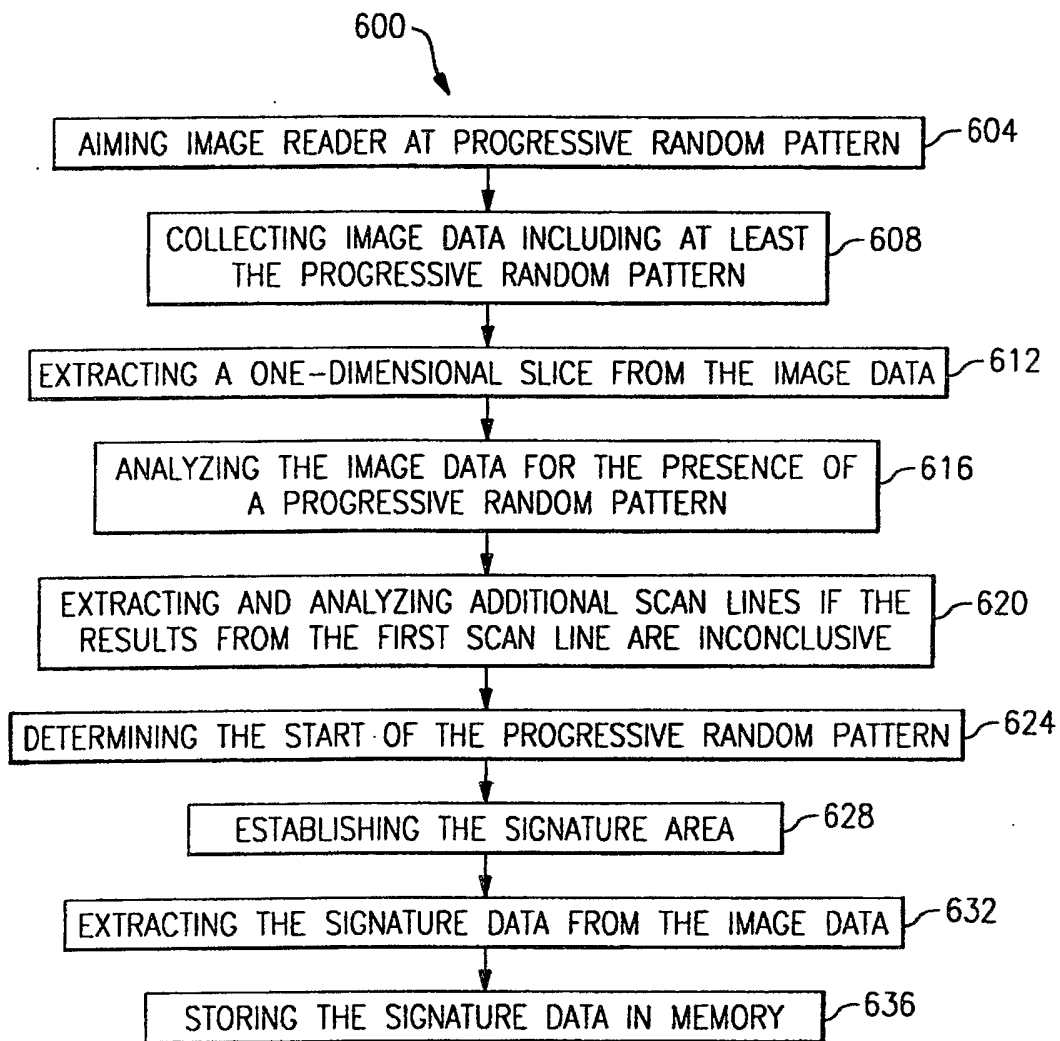 600
AIMING IMAGE READER AT PROGRESSIVE RANDOM PATTERN
604
COLLECTING IMAGE DATA INCLUDING AT LEAST
THE PROGRESSIVE RANDOM PATTERN
608
EXTRACTING A ONE-DIMENSIONAL SLICE FROM THE IMAGE DATA
612
ANALYZING THE IMAGE DATA FOR THE PRESENCE OF
A PROGRESSIVE RANDOM PATTERN
616
EXTRACTING AND ANALYZING ADDITIONAL SCAN LINES IF THE
RESULTS FROM THE FIRST SCAN LINE ARE INCONCLUSIVE
620
DETERMINING THE START OF THE PROGRESSIVE RANDOM PATTERN
624
ESTABLISHING THE SIGNATURE AREA
628
EXTRACTING THE SIGNATURE DATA FROM THE IMAGE DATA
632
STORING THE SIGNATURE DATA IN MEMORY
636